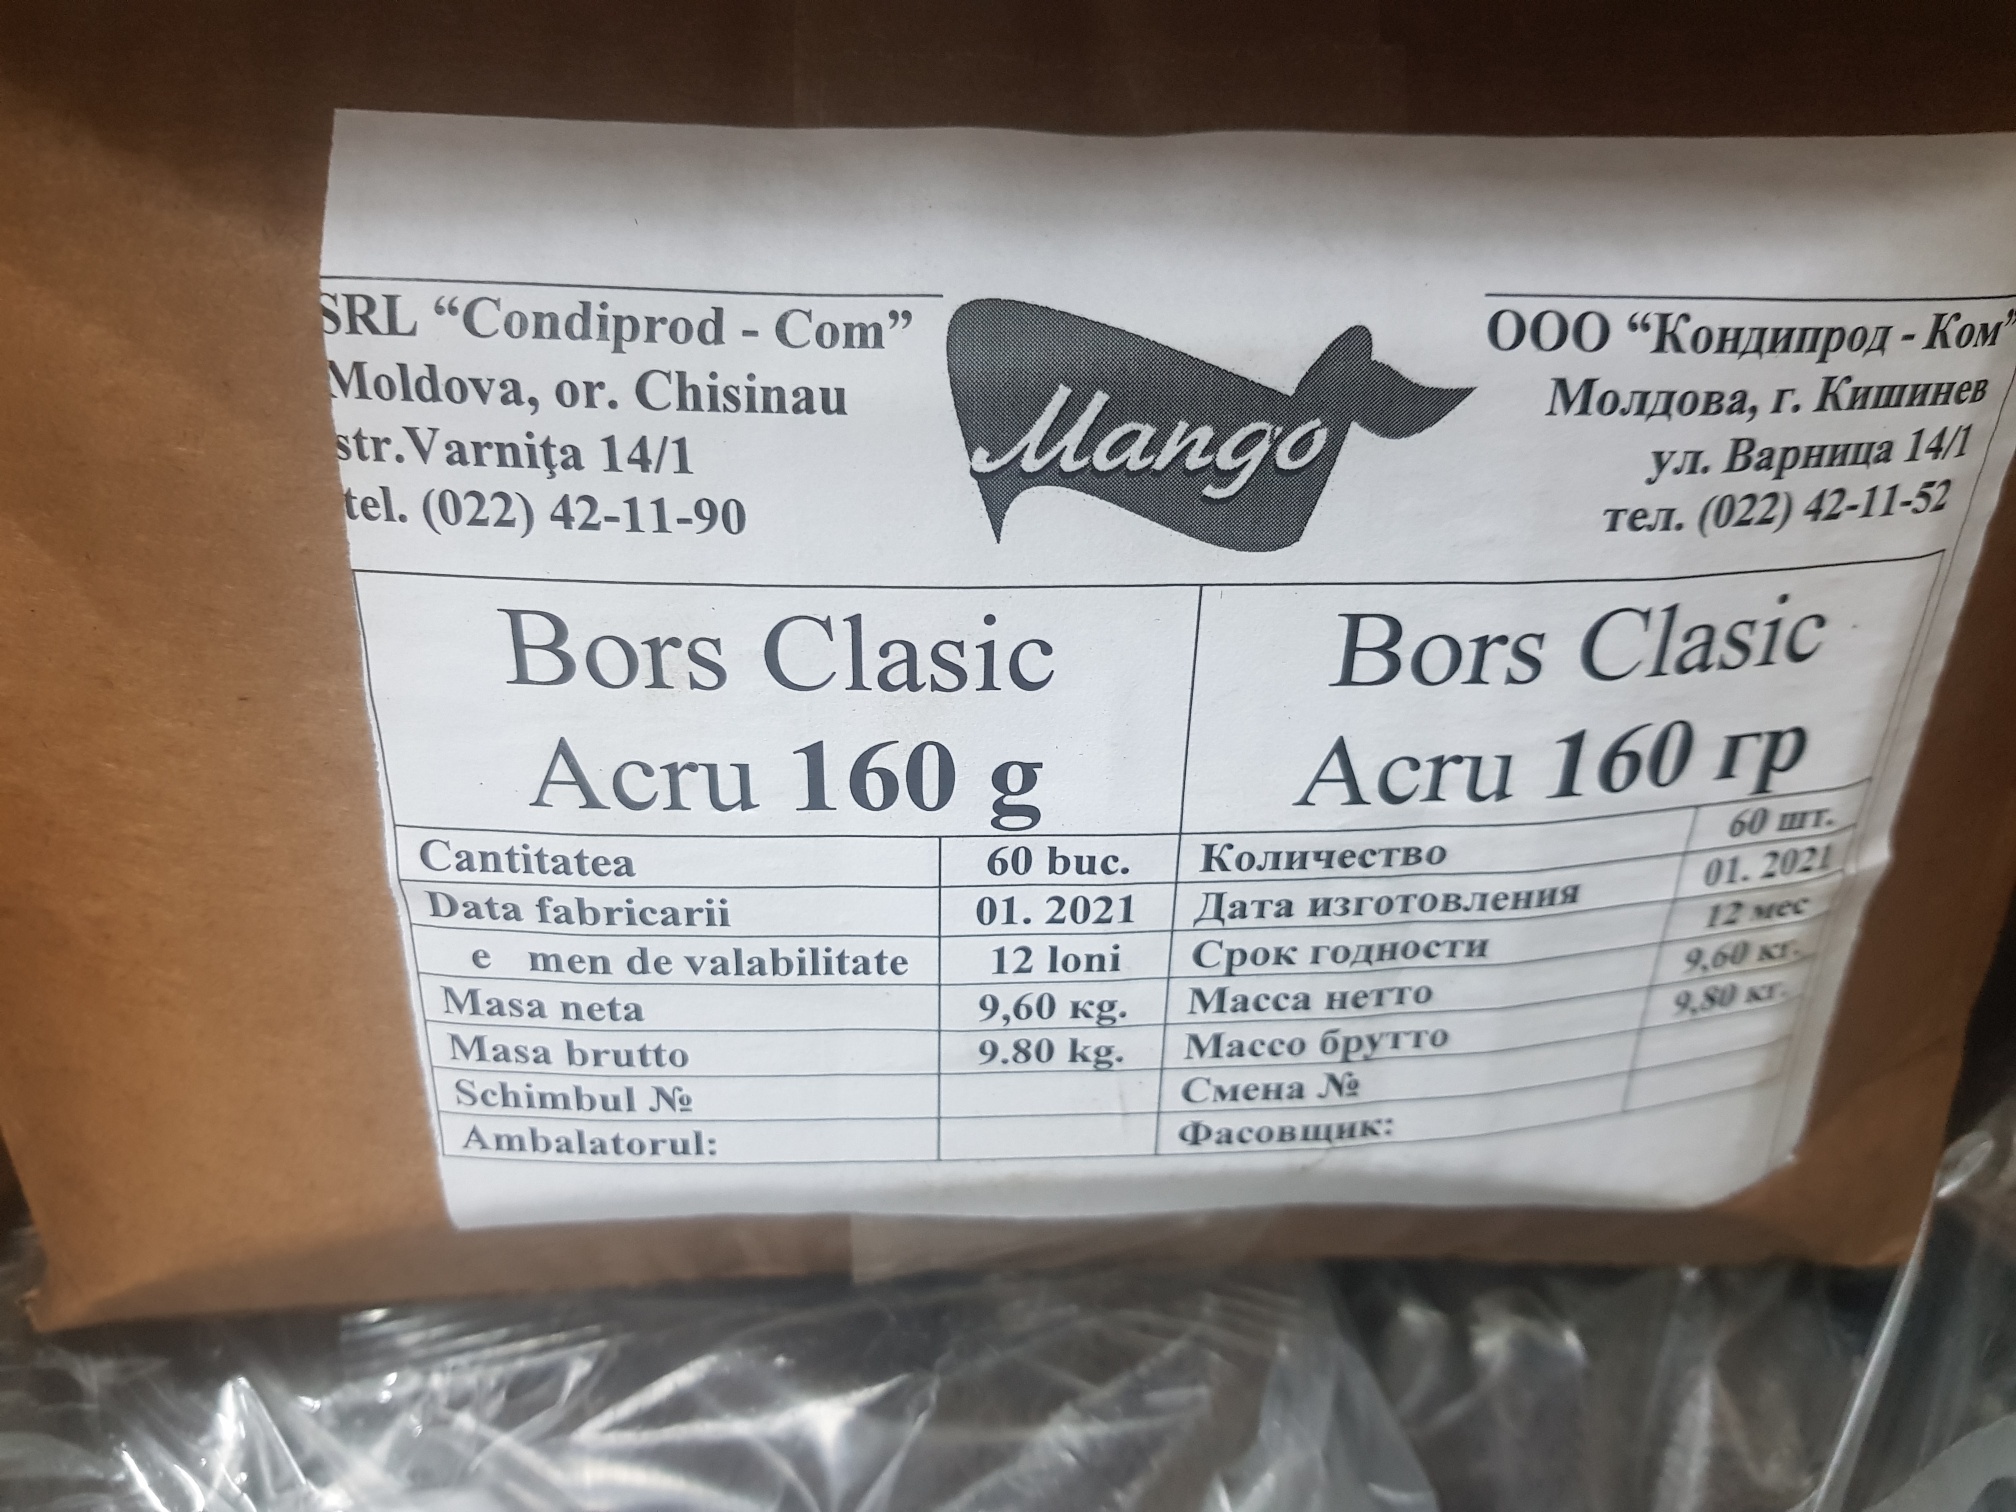 SRL “Condiprod - Com”
Moldova, or. Chisinau
str.Varniţa 14/1
tel. (022) 42-11-90
Mango
ООО “Кондипрод - Ком”
Молдова, г. Кишинев
ул. Варница 14/1
тел. (022) 42-11-52
Bors Clasic
Acru 160 g
Bors Clasic
Acru 160 гр
Cantitatea 60 buc. Количество 60 шт.
Data fabricarii 01. 2021 Дата изготовления 01. 2021
e men de valabilitate 12 loni Срок годности 12 мес
Masa neta 9,60 кg. Масса нетто 9,60 кг.
Masa brutto 9.80 kg. Массо брутто 9,80 кг.
Schimbul № Смена №
Ambalatorul: Фасовщик: